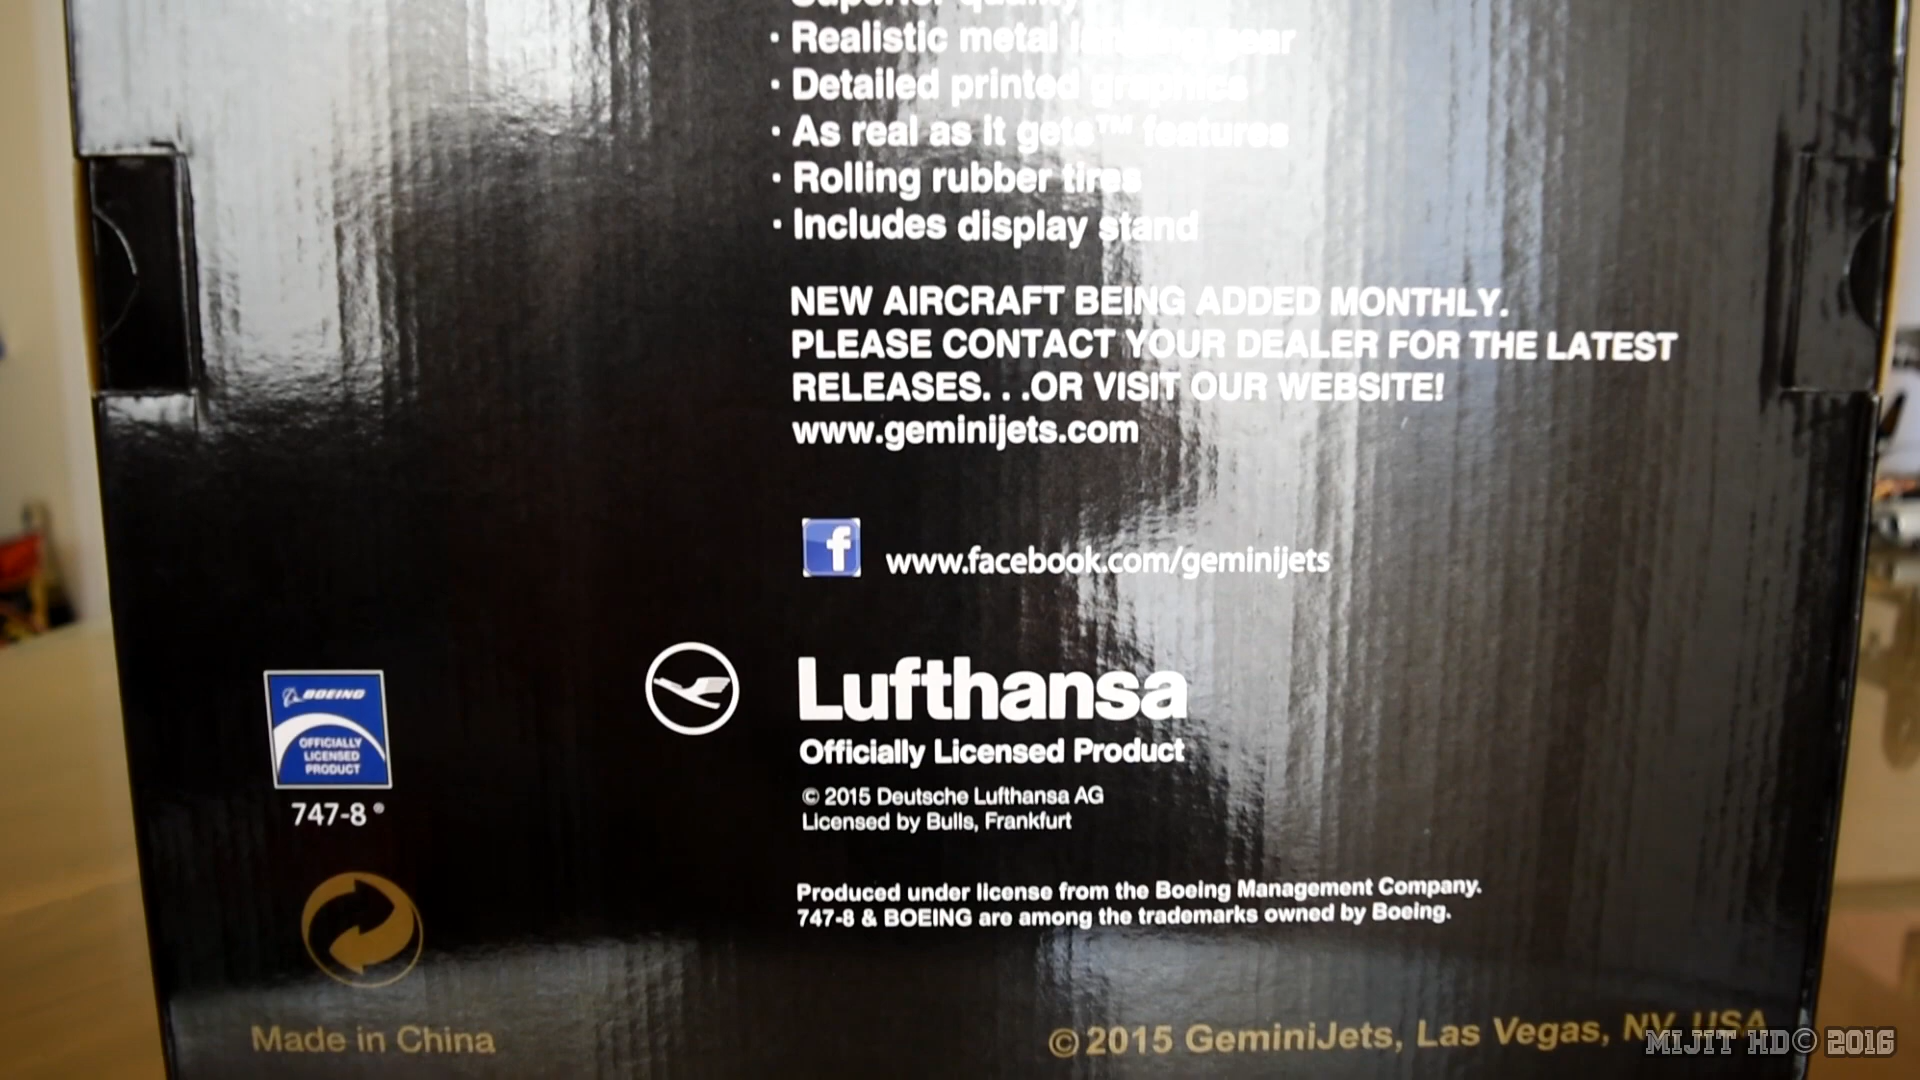 Superior quality
· Realistic metal landing gear
· Detailed printed graphics
· As real as it gets™ features
· Rolling rubber tires
· Includes display stand
NEW AIRCRAFT BEING ADDED MONTHLY.
PLEASE CONTACT YOUR DEALER FOR THE LATEST
RELEASES. . .OR VISIT OUR WEBSITE!
www.geminijets.com
f www.facebook.com/geminijets
BOEING
OFFICIALLY
LICENSED
PRODUCT
747-8 ®
Lufthansa
Officially Licensed Product
© 2015 Deutsche Lufthansa AG
Licensed by Bulls, Frankfurt
Produced under license from the Boeing Management Company.
747-8 & BOEING are among the trademarks owned by Boeing.
Made in China
© 2015 GeminiJets, Las Vegas, NV USA
MIJIT HD© 2016